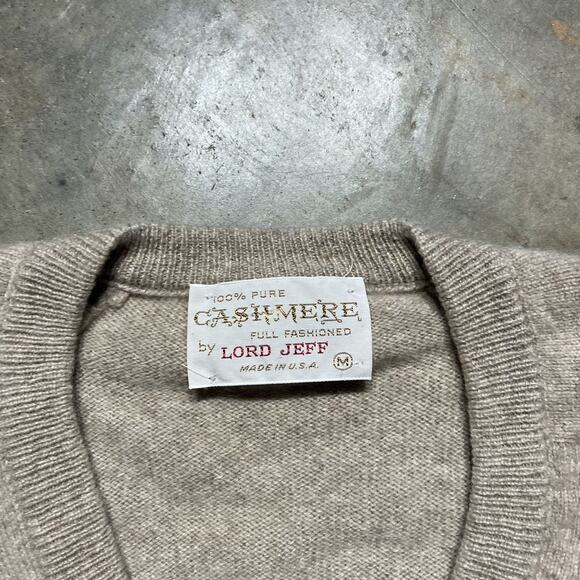 100% PURE
CASHMERE
FULL FASHIONED
by LORD JEFF
MADE IN U.S.A. M